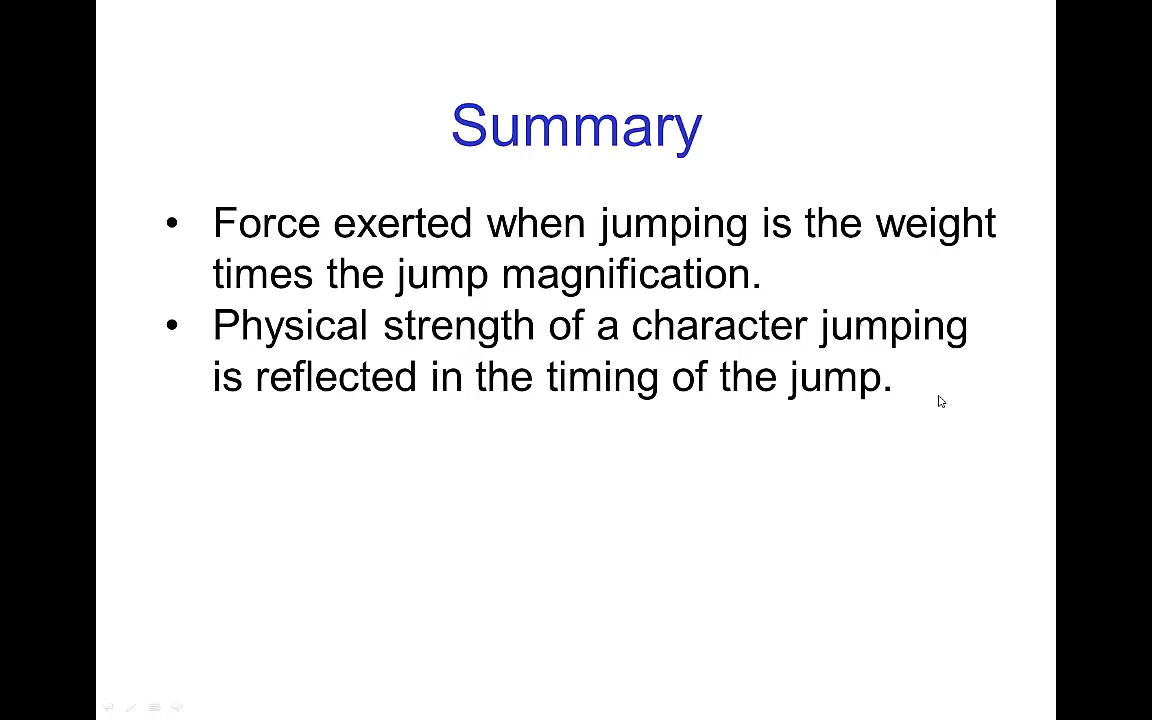 Summary
• Force exerted when jumping is the weight
times the jump magnification.
• Physical strength of a character jumping
is reflected in the timing of the jump.